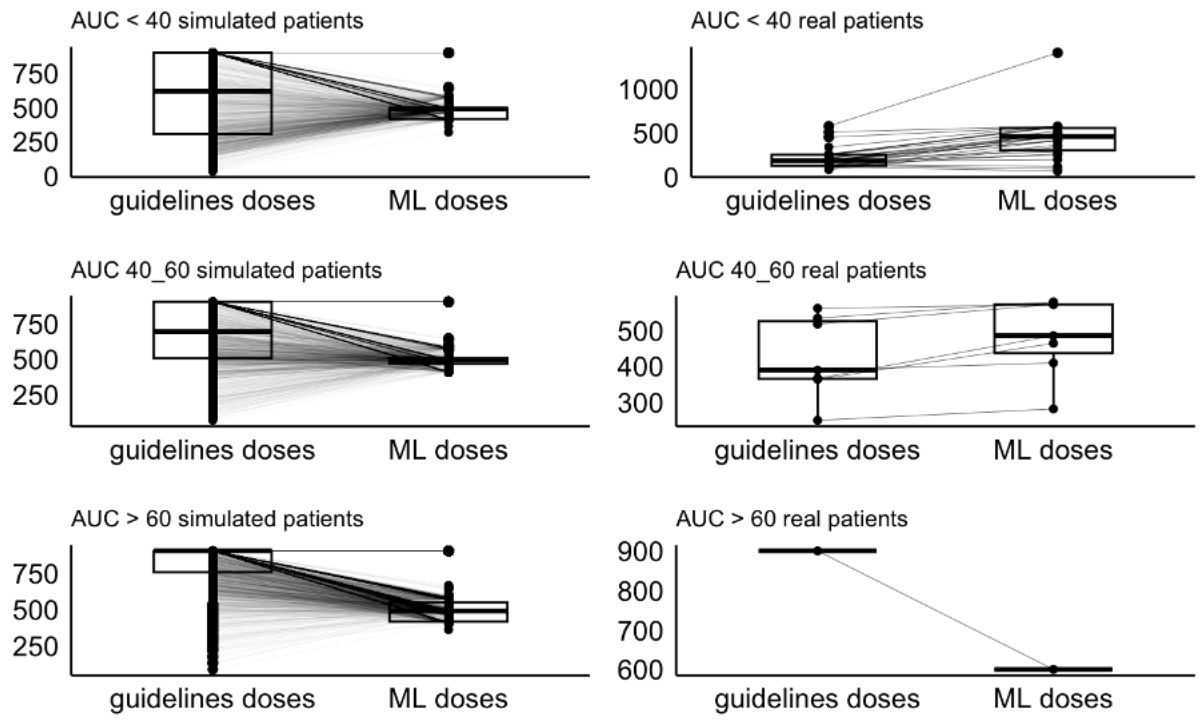 AUC < 40 simulated patients
750
500
250
0
guidelines doses ML doses
AUC < 40 real patients
1000
500
0
guidelines doses ML doses
AUC 40_60 simulated patients
750
500
250
guidelines doses ML doses
AUC 40_60 real patients
500
400
300
guidelines doses ML doses
AUC > 60 simulated patients
750
500
250
guidelines doses ML doses
AUC > 60 real patients
900
800
700
600
guidelines doses ML doses